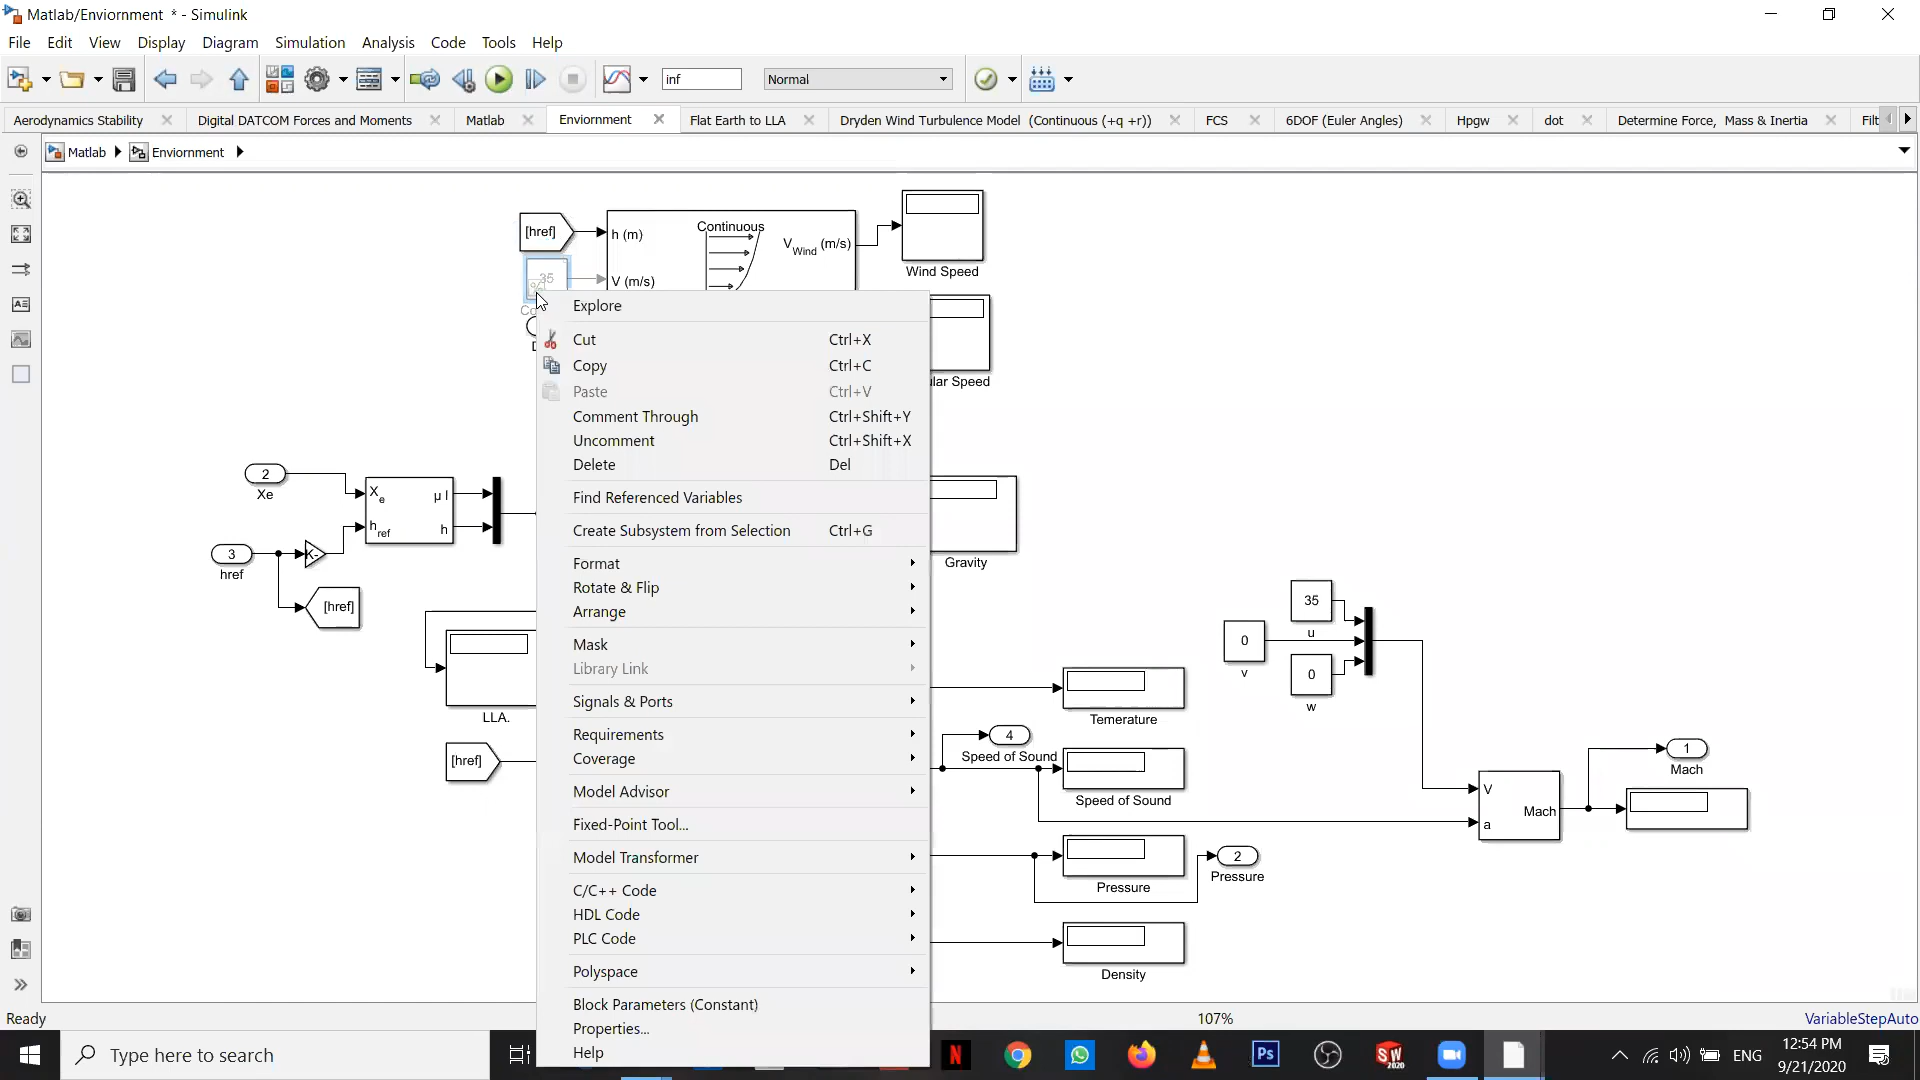 Matlab/Enviornment * - Simulink
File Edit View Display Diagram Simulation Analysis Code Tools Help
inf Normal
Aerodynamics Stability Digital DATCOM Forces and Moments Matlab Enviornment Flat Earth to LLA Dryden Wind Turbulence Model (Continuous (+q +r)) FCS 6DOF (Euler Angles) Hpgw dot Determine Force, Mass & Inertia Filt
Matlab Enviornment
[href] h (m) Continuous V Wind (m/s)
Wind Speed
35 V (m/s)
Explore
Cut Ctrl+X
Copy Ctrl+C
Paste Ctrl+V
Comment Through Ctrl+Shift+Y
Uncomment Ctrl+Shift+X
Delete Del
Find Referenced Variables
Create Subsystem from Selection Ctrl+G
Format
Rotate & Flip
Arrange
Mask
Library Link
Signals & Ports
Requirements
Coverage
Model Advisor
Fixed-Point Tool...
Model Transformer
C/C++ Code
HDL Code
PLC Code
Polyspace
Block Parameters (Constant)
Properties...
Help
lar Speed
2
Xe
X e μ l
h ref h
3
href
K-
[href]
LLA.
[href]
Gravity
35
u
0
v
0
w
Temerature
4
Speed of Sound
Speed of Sound
Pressure
2
Pressure
Density
V
a
Mach
1
Mach
Ready 107% VariableStepAuto
Type here to search
N Ps SW 2020
ENG
12:54 PM
9/21/2020